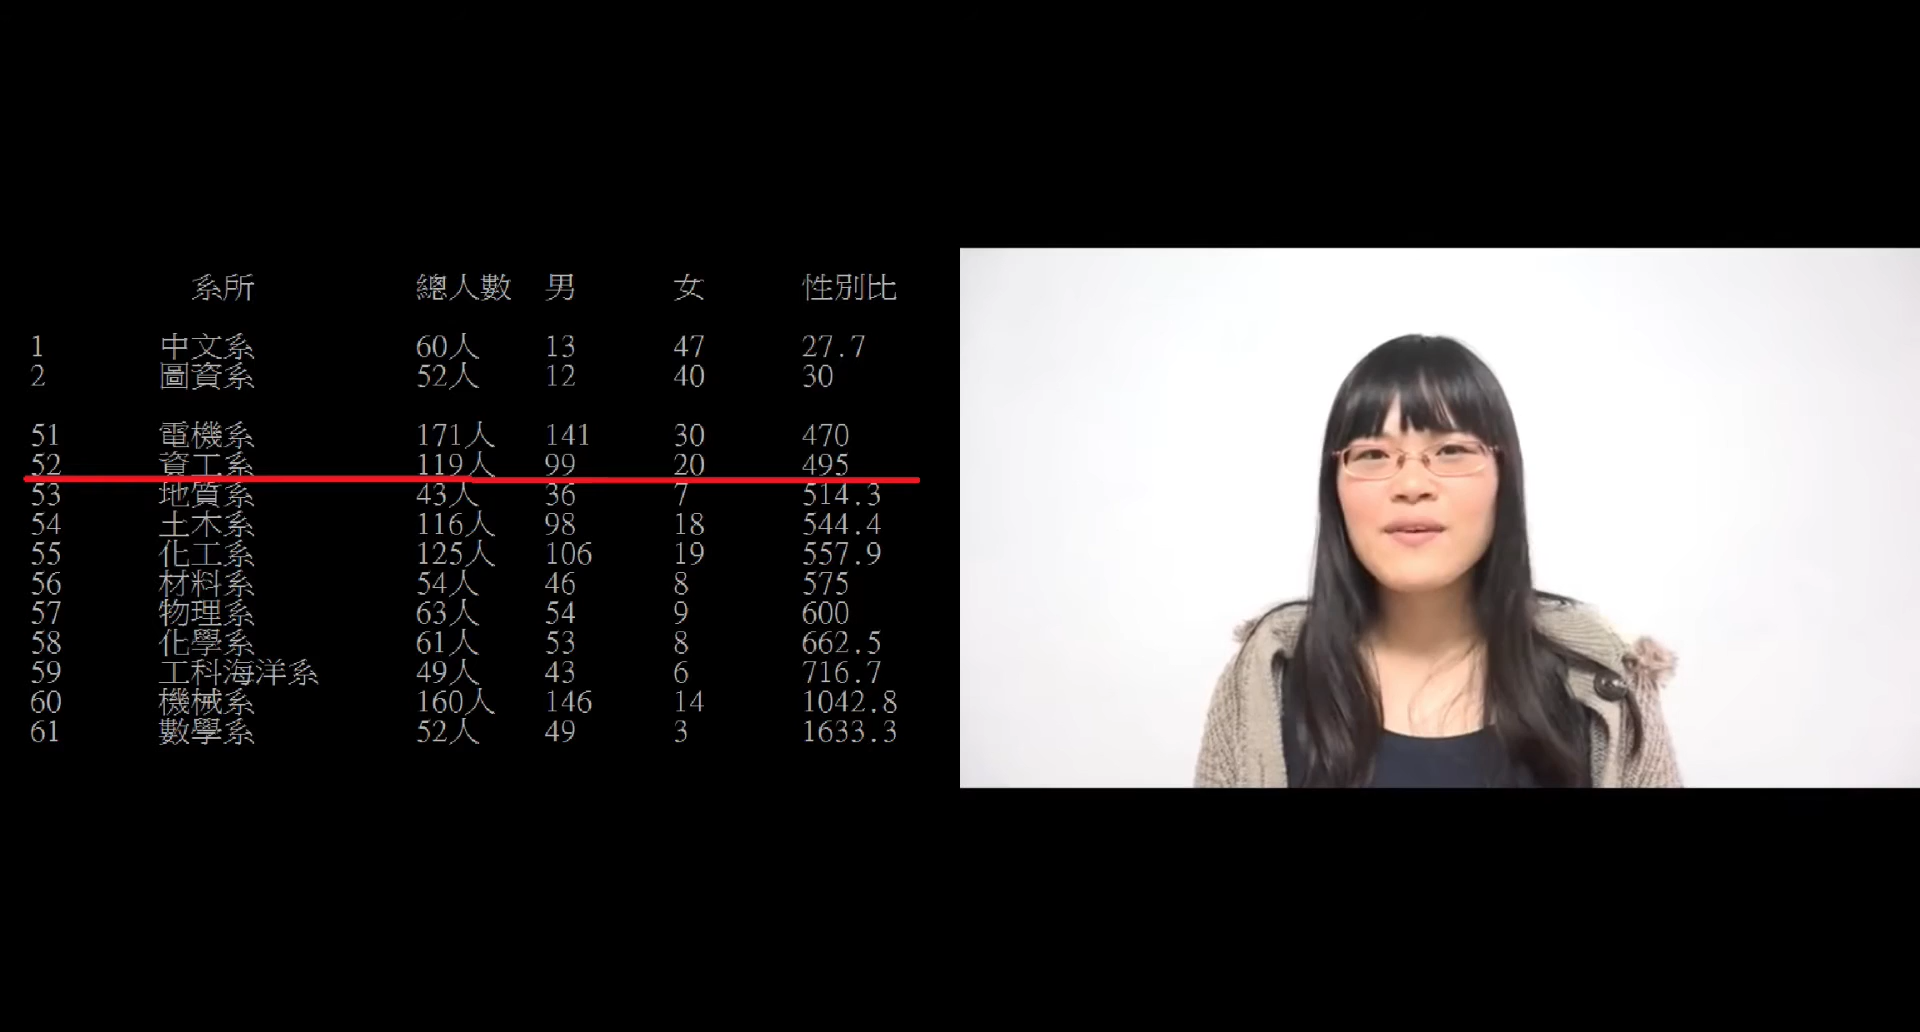 系所 總人數 男 女 性別比
1 中文系 60人 13 47 27.7
2 圖資系 52人 12 40 30
51 電機系 171人 141 30 470
52 資工系 119人 99 20 495
53 地質系 43人 36 7 514.3
54 土木系 116人 98 18 544.4
55 化工系 125人 106 19 557.9
56 材料系 54人 46 8 575
57 物理系 63人 54 9 600
58 化學系 61人 53 8 662.5
59 工科海洋系 49人 43 6 716.7
60 機械系 160人 146 14 1042.8
61 數學系 52人 49 3 1633.3